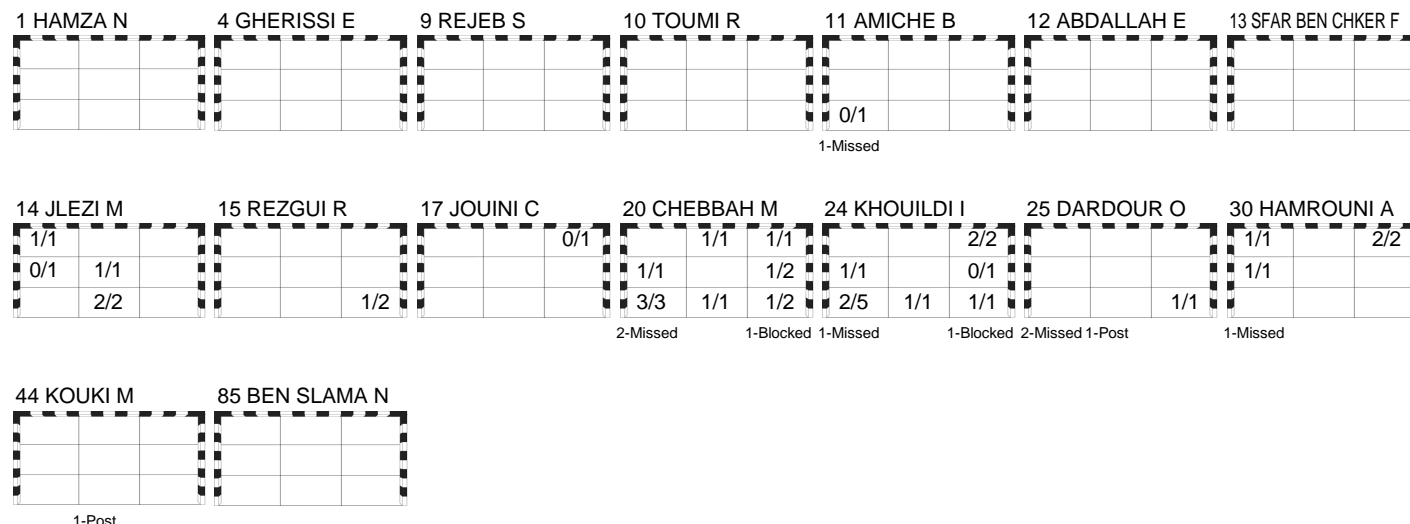 1 HAMZA N 4 GHERISSI E 9 REJEB S 10 TOUMI R 11 AMICHE B 12 ABDALLAH E 13 SFAR BEN CHKER F
0/1
1-Missed
14 JLEZI M 15 REZGUI R 17 JOUINI C 20 CHEBBAH M 24 KHOUILDI I 25 DARDOUR O 30 HAMROUNI A
1/1 0/1 1/1 1/1 2/2 1/1 2/2
0/1 1/1 1/1 1/2 1/1 0/1 1/1
2/2 1/2 3/3 1/1 1/2 2/5 1/1 1/1 1/1
2-Missed 1-Blocked 1-Missed 1-Blocked 2-Missed 1-Post 1-Missed
44 KOUKI M 85 BEN SLAMA N
1-Post